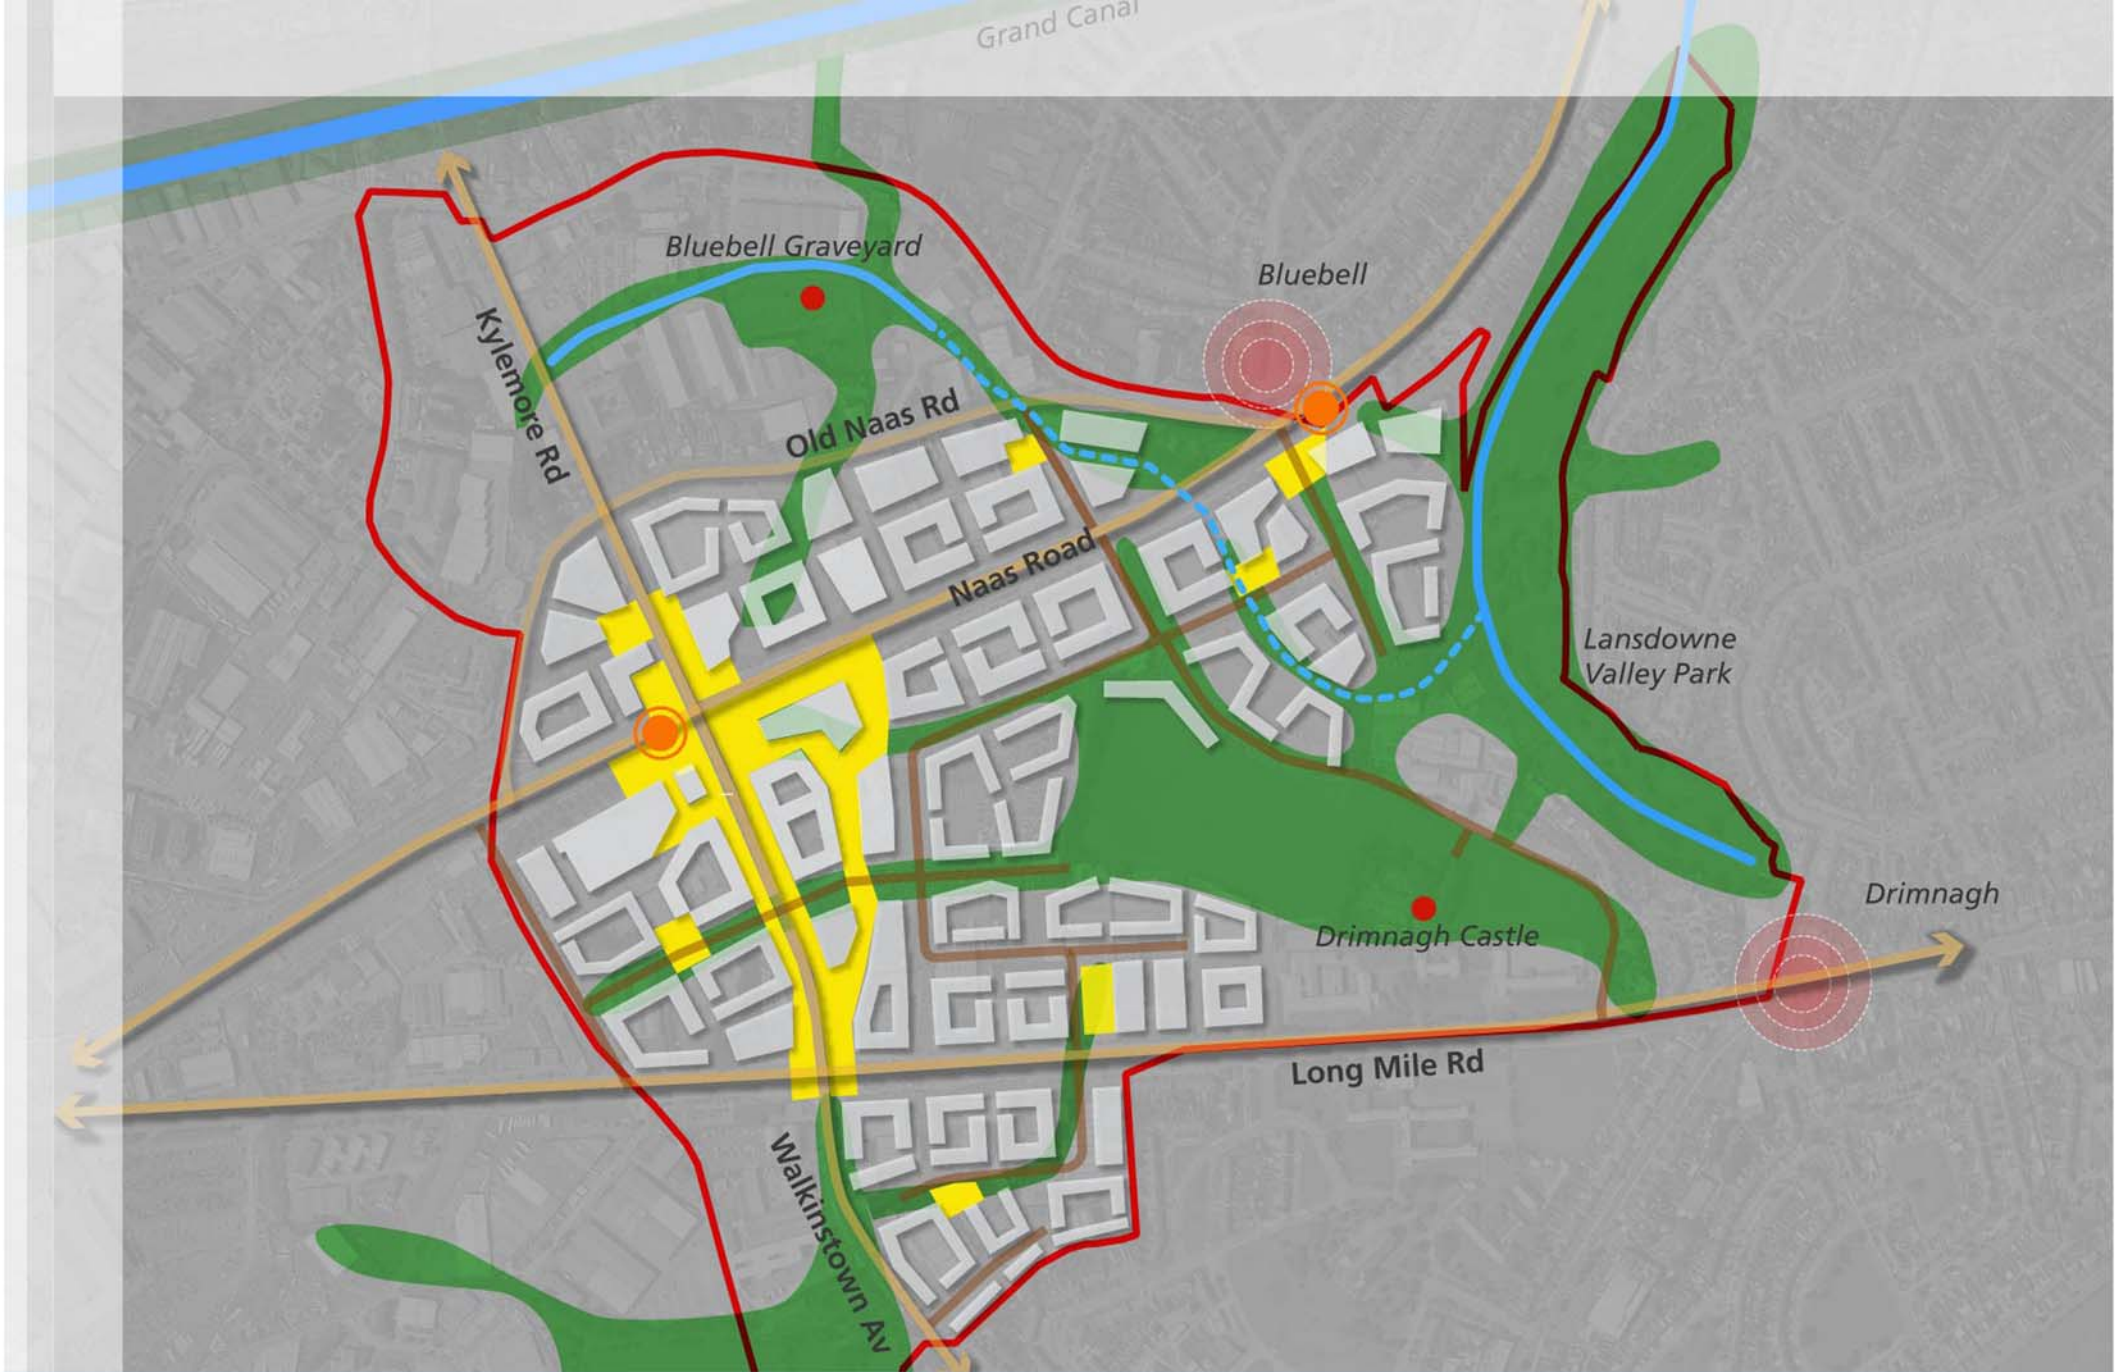 Grand Canal
Bluebell Graveyard
Bluebell
Kylemore Rd
Old Naas Rd
Naas Road
Lansdowne
Valley Park
Drimnagh
Drimnagh Castle
Long Mile Rd
Walkinstown Av